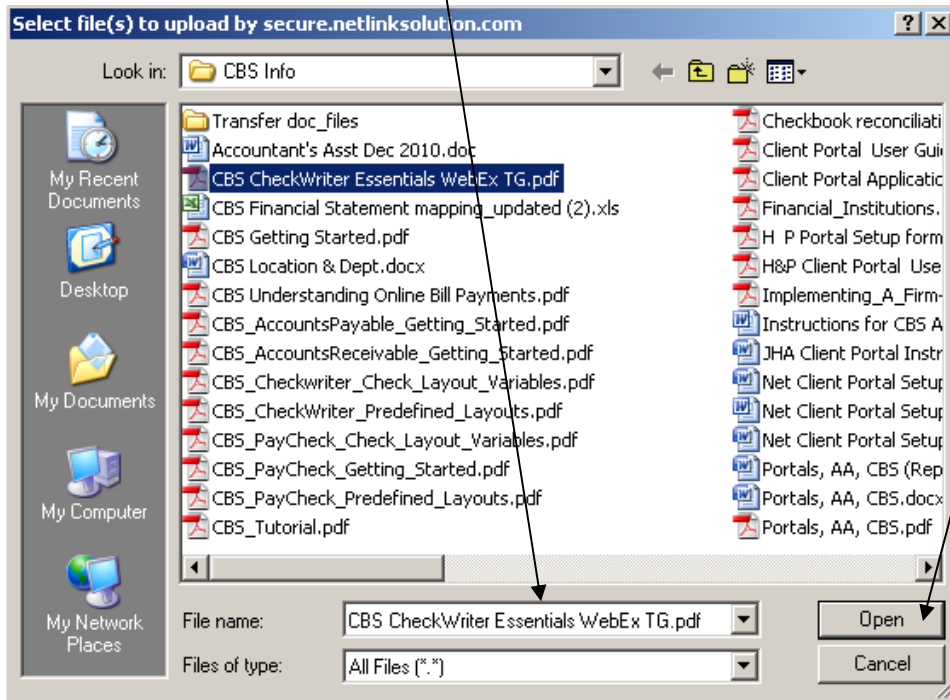 Select file(s) to upload by secure.netlinksolution.com
Look in:
CBS Info
My Recent
Documents
Desktop
My Documents
My Computer
My Network
Places
Transfer doc_files
Accountant's Asst Dec 2010.doc
CBS CheckWriter Essentials WebEx TG.pdf
CBS Financial Statement mapping_updated (2).xls
CBS Getting Started.pdf
CBS Location & Dept.docx
CBS Understanding Online Bill Payments.pdf
CBS_AccountsPayable_Getting_Started.pdf
CBS_AccountsReceivable_Getting_Started.pdf
CBS_Checkwriter_Check_Layout_Variables.pdf
CBS_CheckWriter_Predefined_Layouts.pdf
CBS_PayCheck_Check_Layout_Variables.pdf
CBS_PayCheck_Getting_Started.pdf
CBS_PayCheck_Predefined_Layouts.pdf
CBS_Tutorial.pdf
Checkbook reconciliati
Client Portal User Gui
Client Portal Applicatic
Financial_Institutions.
H P Portal Setup form
H&P Client Portal Use
Implementing_A_Firm-
Instructions for CBS A
JHA Client Portal Instr
Net Client Portal Setup
Net Client Portal Setup
Net Client Portal Setup
Portals, AA, CBS (Rep
Portals, AA, CBS.docx
Portals, AA, CBS.pdf
File name:
CBS CheckWriter Essentials WebEx TG.pdf
Open
Files of type:
All Files (*.*)
Cancel